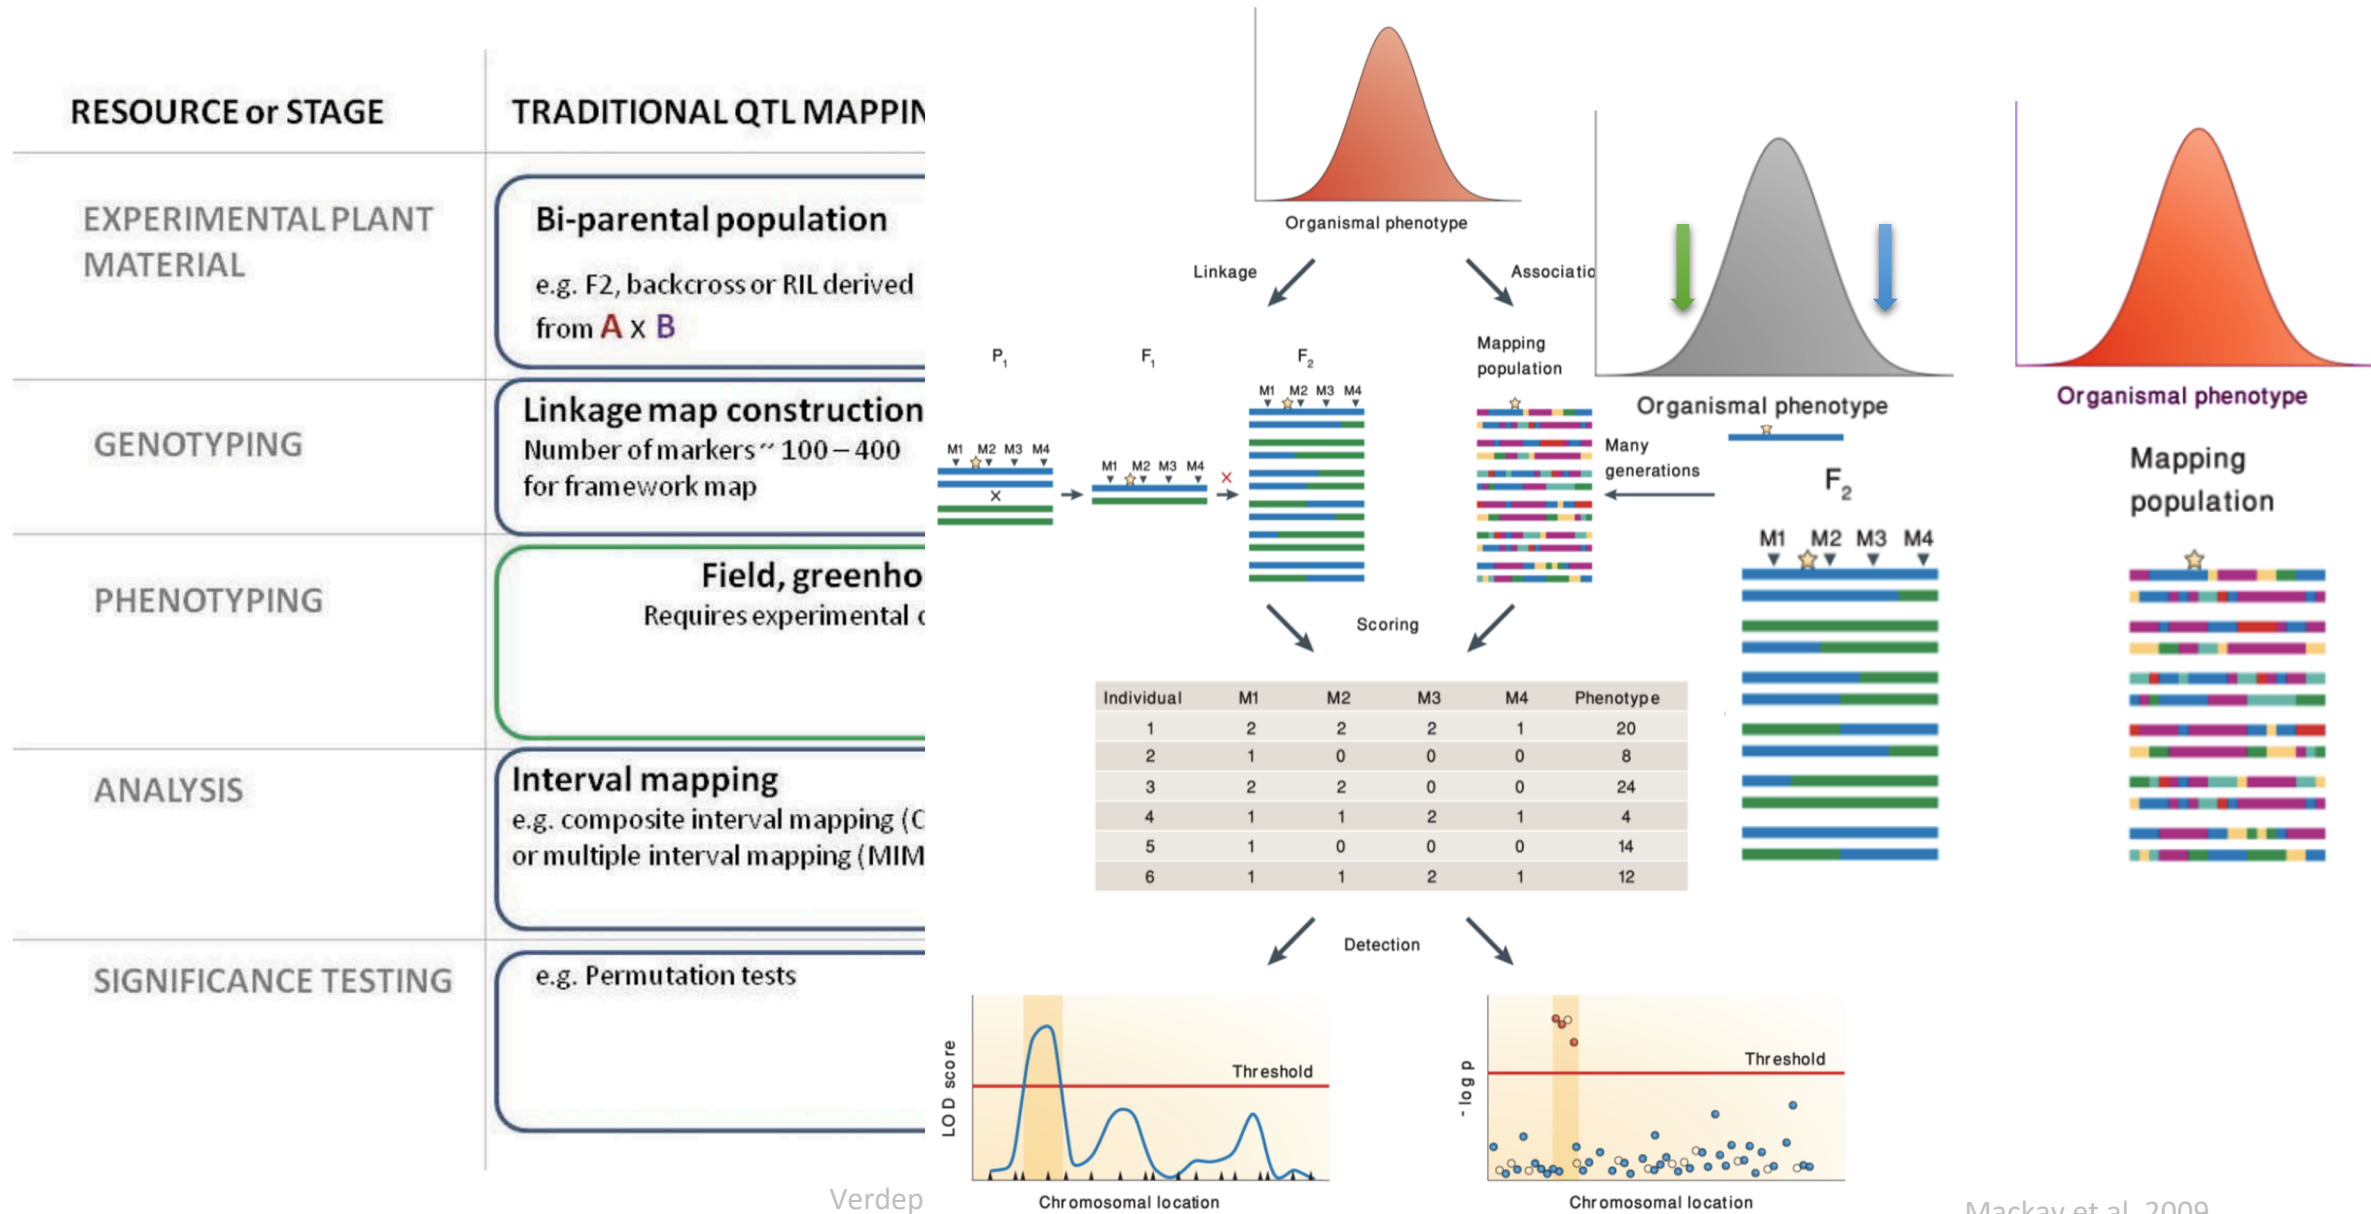 RESOURCE or STAGE
TRADITIONAL QTL MAPPIN
EXPERIMENTAL PLANT
MATERIAL
Bi-parental population
e.g. F2, backcross or RIL derived
from A x B
GENOTYPING
Linkage map construction
Number of markers ~ 100 – 400
for framework map
PHENOTYPING
Field, greenho
Requires experimental
ANALYSIS
Interval mapping
e.g. composite interval mapping (C
or multiple interval mapping (MIM
SIGNIFICANCE TESTING
e.g. Permutation tests
Verdep
Organismal phenotype
Linkage
Associatio
P1
F1
F2
Mapping
population
M1 M2 M3 M4
M1 M2 M3 M4
x
M1 M2 M3 M4
X
Many
generations
Scoring
Individual M1 M2 M3 M4 Phenotype
1 2 2 2 1 20
2 1 0 0 0 8
3 2 2 0 0 24
4 1 1 2 1 4
5 1 0 0 0 14
6 1 1 2 1 12
Detection
LOD score
Threshold
Chromosomal location
- log p
Threshold
Chromosomal location
Organismal phenotype
F2
M1 M2 M3 M4
Organismal phenotype
Mapping
population
Mackay et al. 2009